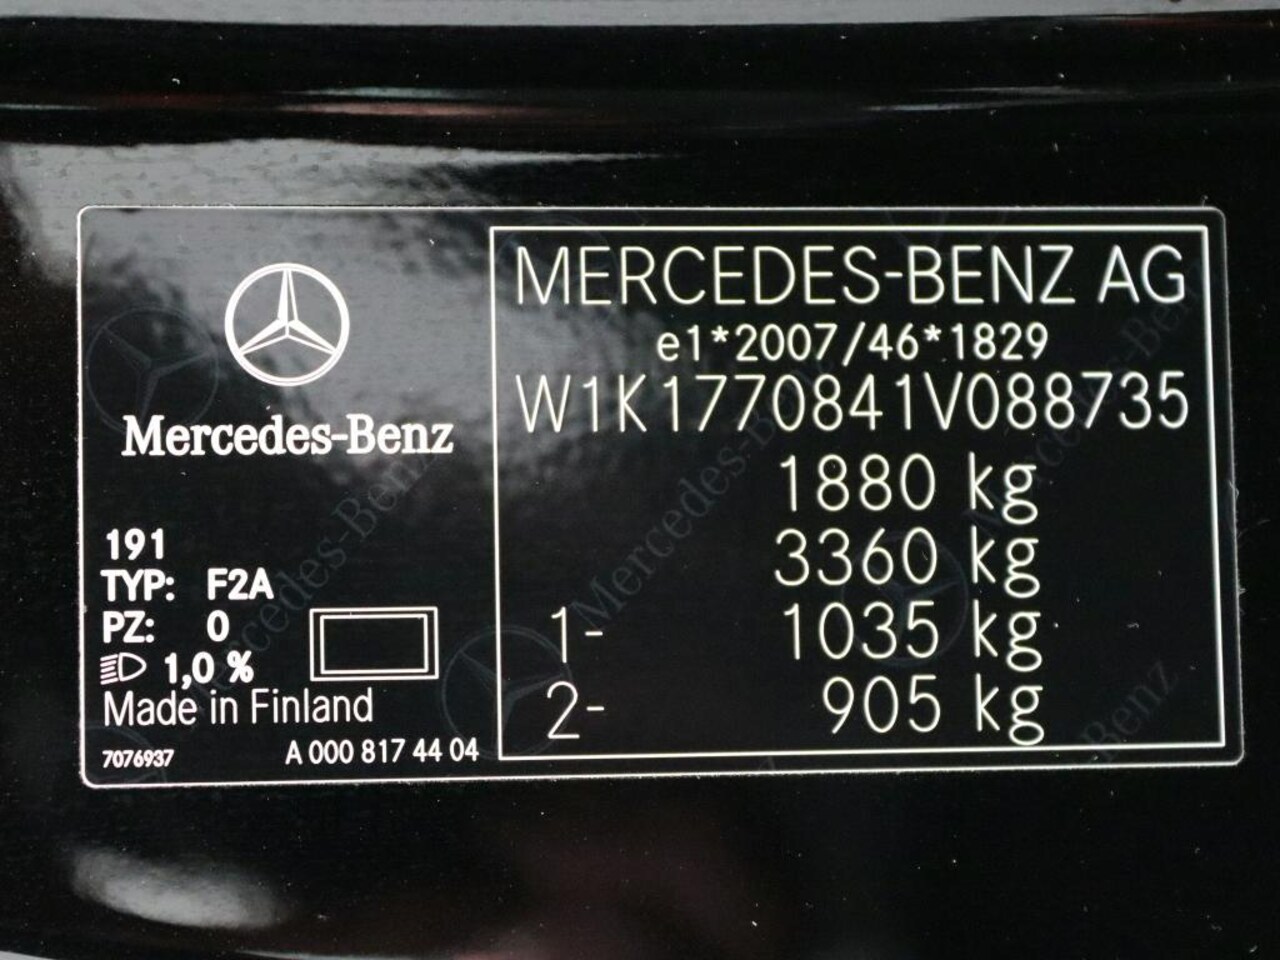 Mercedes-Benz
191
TYP: F2A
PZ: 0
1,0 %
Made in Finland
7076937 A 000 817 44 04
MERCEDES-BENZ AG
e1*2007/46*1829
W1K1770841V088735
1880 kg
3360 kg
1- 1035 kg
2- 905 kg